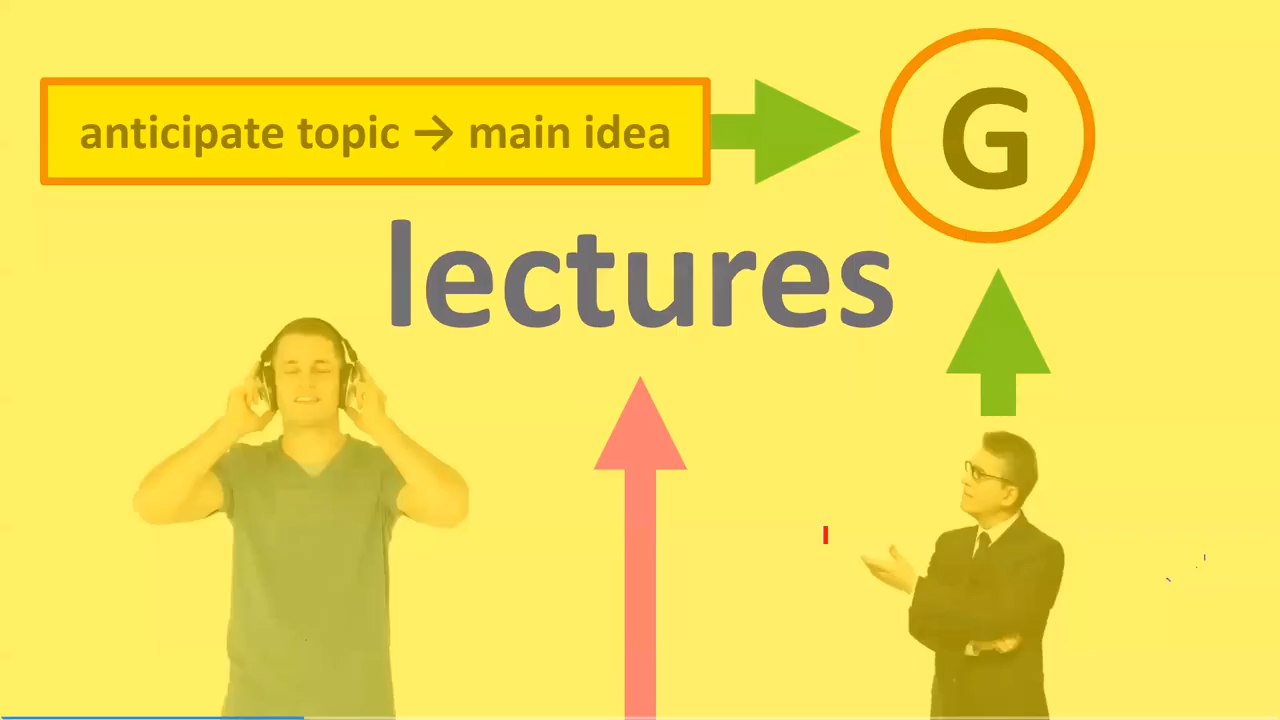 anticipate topic → main idea
G
lectures